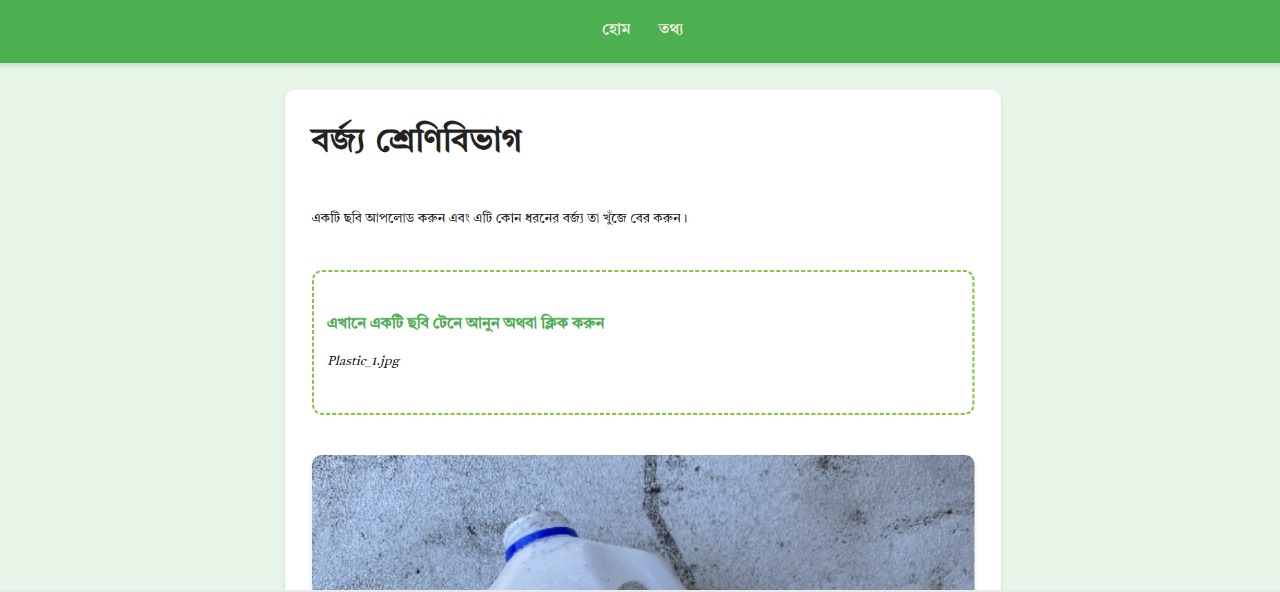 হোম তথ্য
বর্জ্য শ্রেণিবিভাগ
একটি ছবি আপলোড করুন এবং এটি কোন ধরনের বর্জ্য তা খুঁজে বের করুন।
এখানে একটি ছবি টেনে আনুন অথবা ক্লিক করুন
Plastic_1.jpg